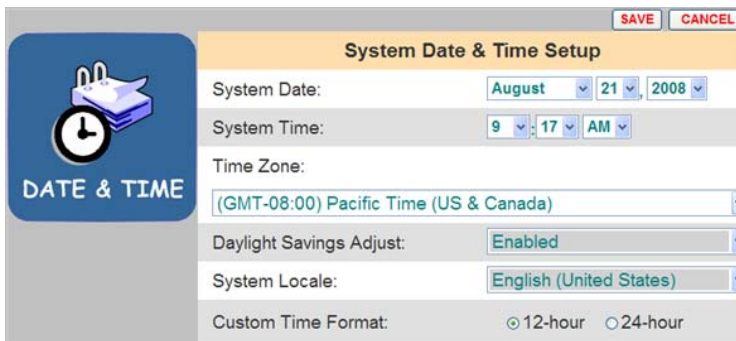 SAVE CANCEL
System Date & Time Setup
System Date: August 21, 2008
System Time: 9 : 17 AM
Time Zone:
DATE & TIME
(GMT-08:00) Pacific Time (US & Canada)
Daylight Savings Adjust: Enabled
System Locale: English (United States)
Custom Time Format: 12-hour 24-hour